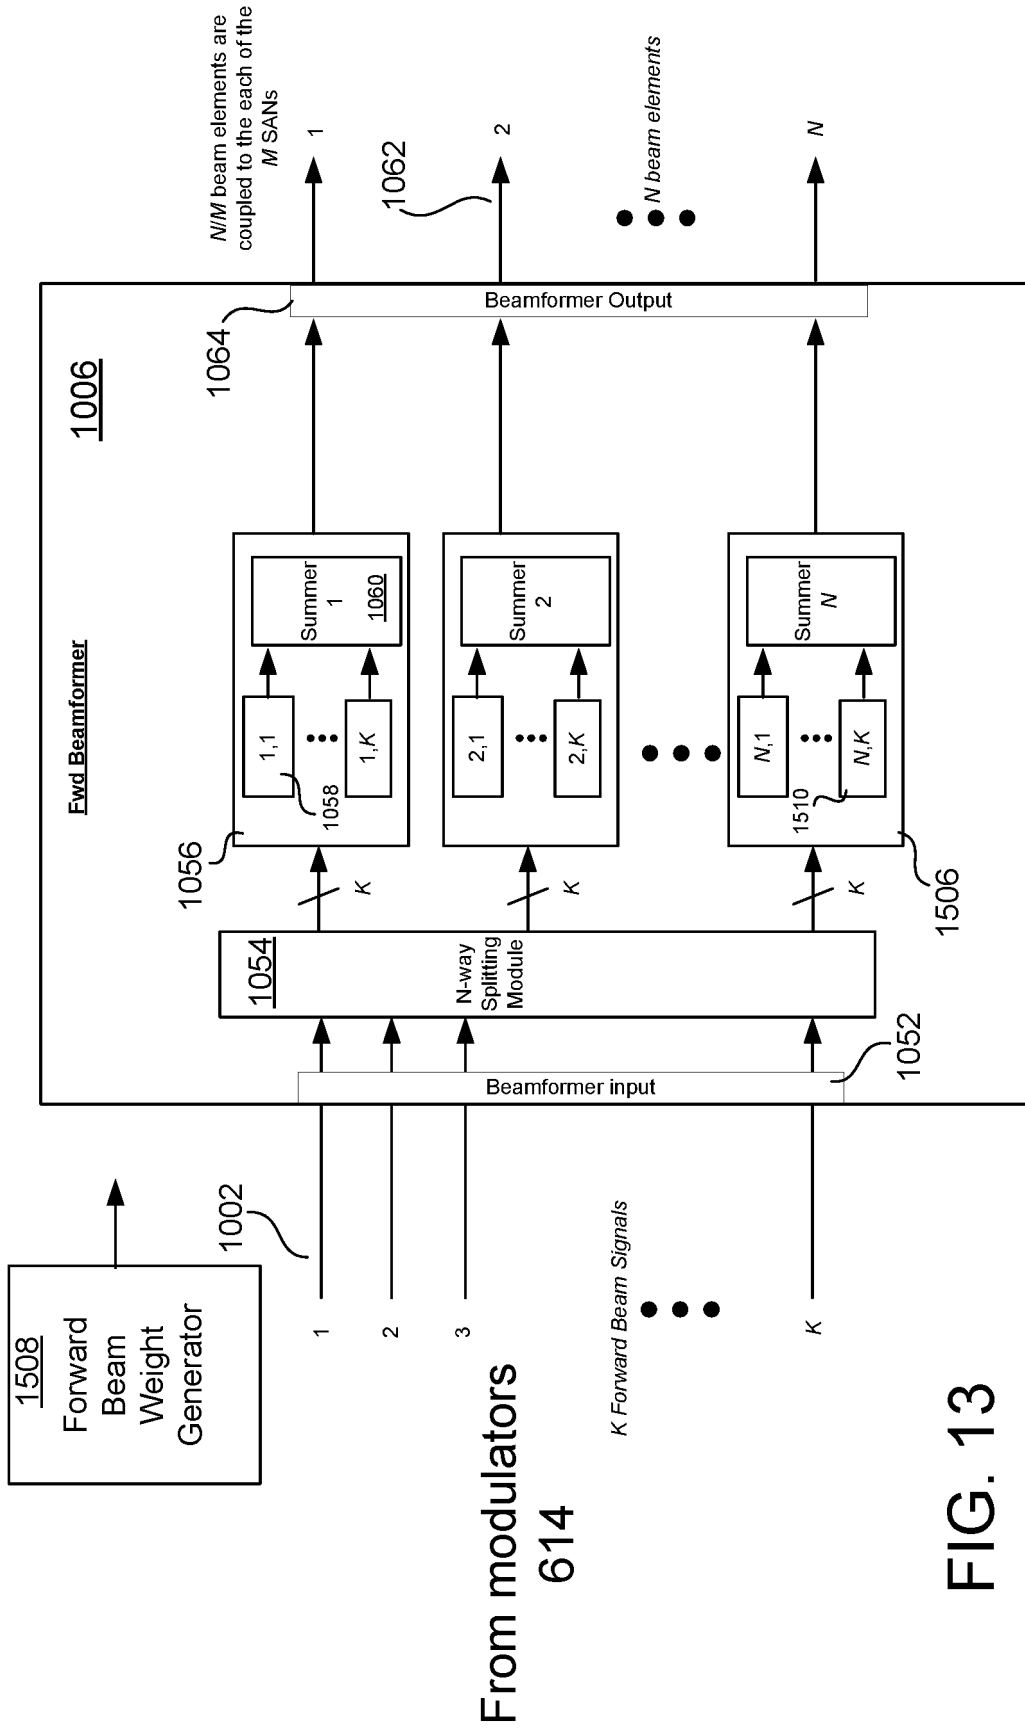 1508
Forward
Beam
Weight
Generator
Fwd Beamformer
1006
N/M beam elements are
coupled to the each of the
M SANs
From modulators
614
1
2
3
K
K Forward Beam Signals
1002
Beamformer input
1052
1054
N-way
Splitting
Module
K
K
K
1056
1,1
1058
1,K
Summer
1
1060
2,1
2,K
Summer
2
N,1
N,K
1510
Summer
N
1506
1064
Beamformer Output
1
1062
2
N beam elements
N
FIG. 13